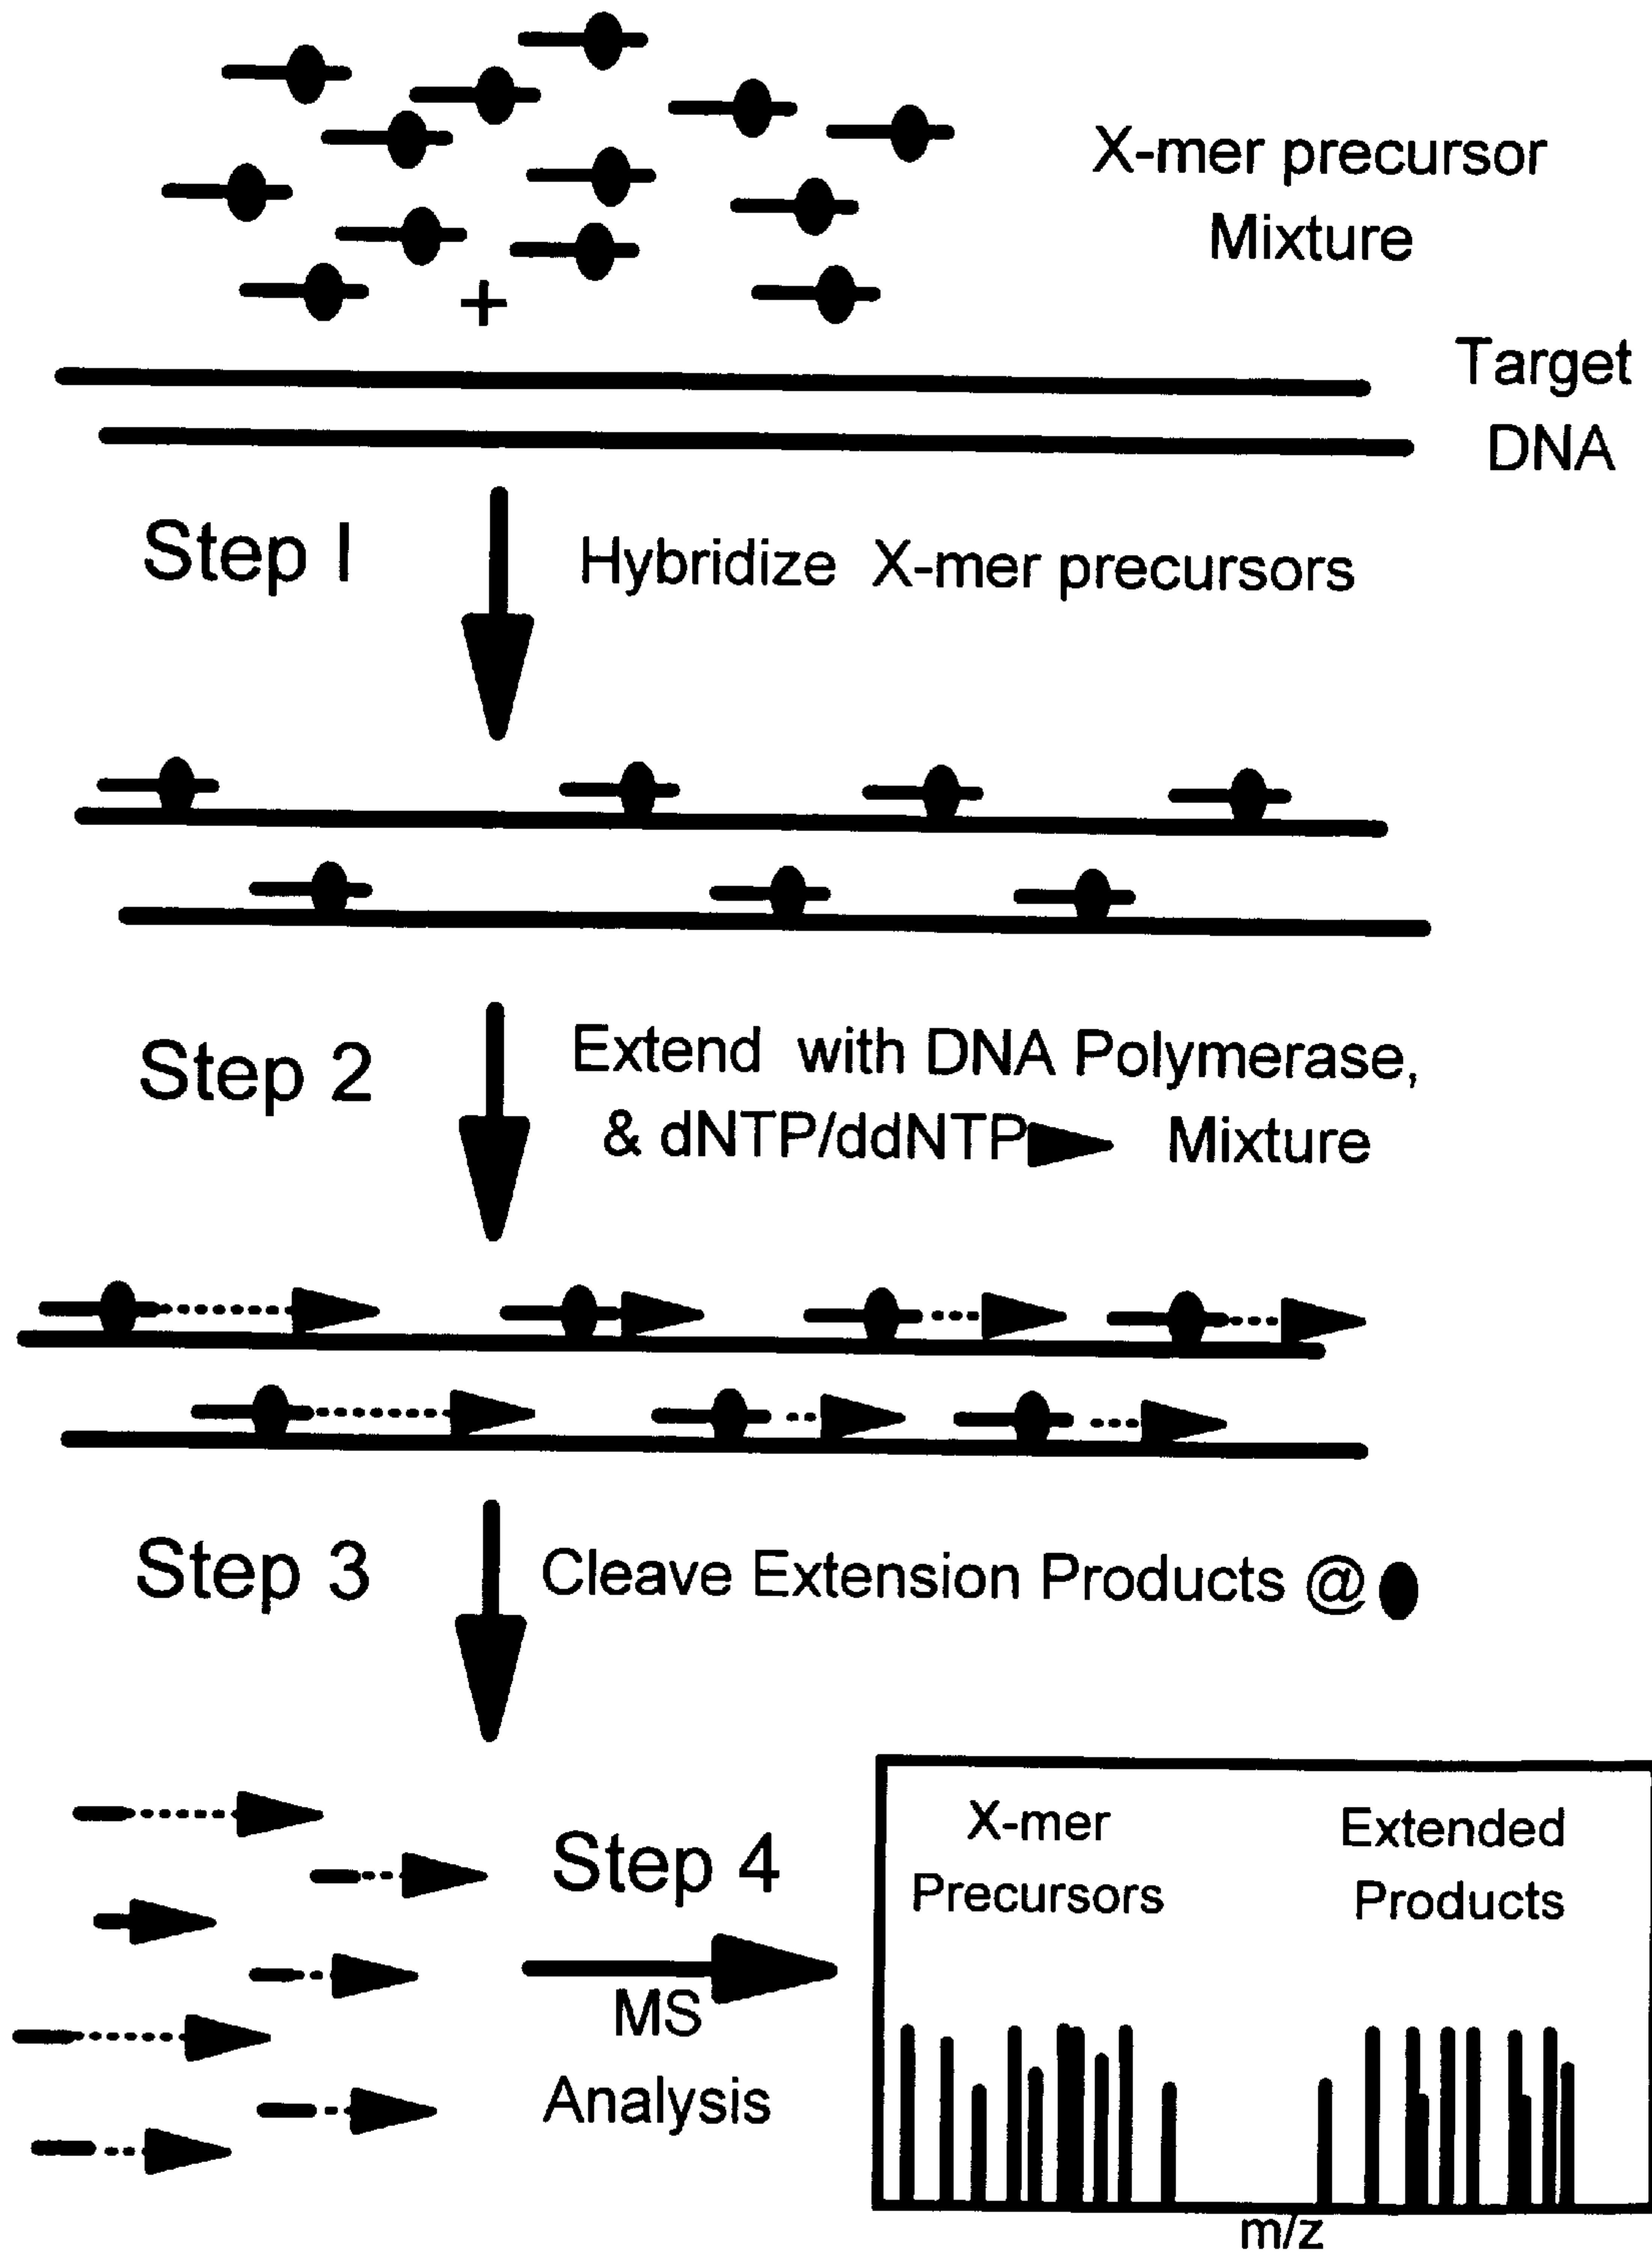 X-mer precursor
Mixture
+
Target
DNA
Step I
Hybridize X-mer precursors
Step 2
Extend with DNA Polymerase,
& dNTP/ddNTP Mixture
Step 3
Cleave Extension Products @
Step 4
MS
Analysis
X-mer
Precursors
Extended
Products
m/z